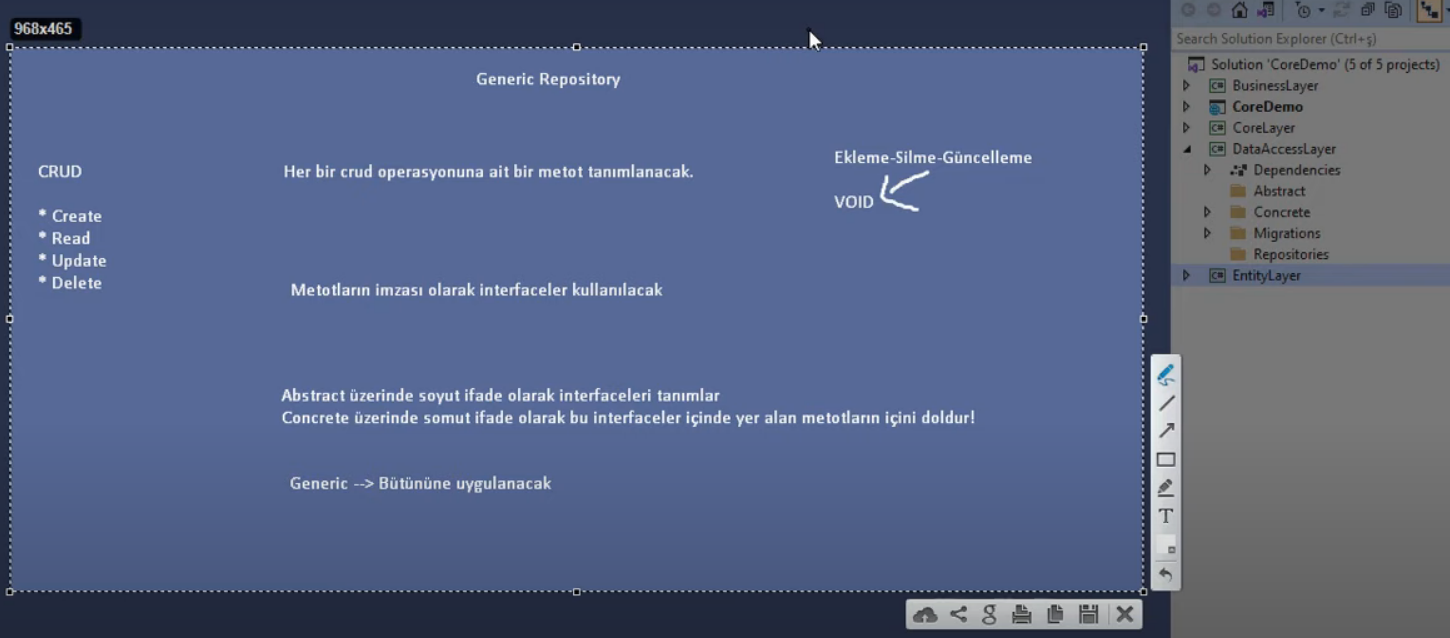 968x465
Generic Repository
CRUD
* Create
* Read
* Update
* Delete
Her bir crud operasyonuna ait bir metot tanımlanacak.
Ekleme-Silme-Güncelleme
VOID
Metotların imzası olarak interfaceler kullanılacak
Abstract üzerinde soyut ifade olarak interfaceleri tanımlar
Concrete üzerinde somut ifade olarak bu interfaceler içinde yer alan metotların içini doldur!
Generic --> Bütününe uygulanacak
Search Solution Explorer (Ctrl+ş)
Solution 'CoreDemo' (5 of 5 projects)
C# BusinessLayer
CoreDemo
C# CoreLayer
C# DataAccessLayer
Dependencies
Abstract
Concrete
Migrations
Repositories
C# EntityLayer
T
g